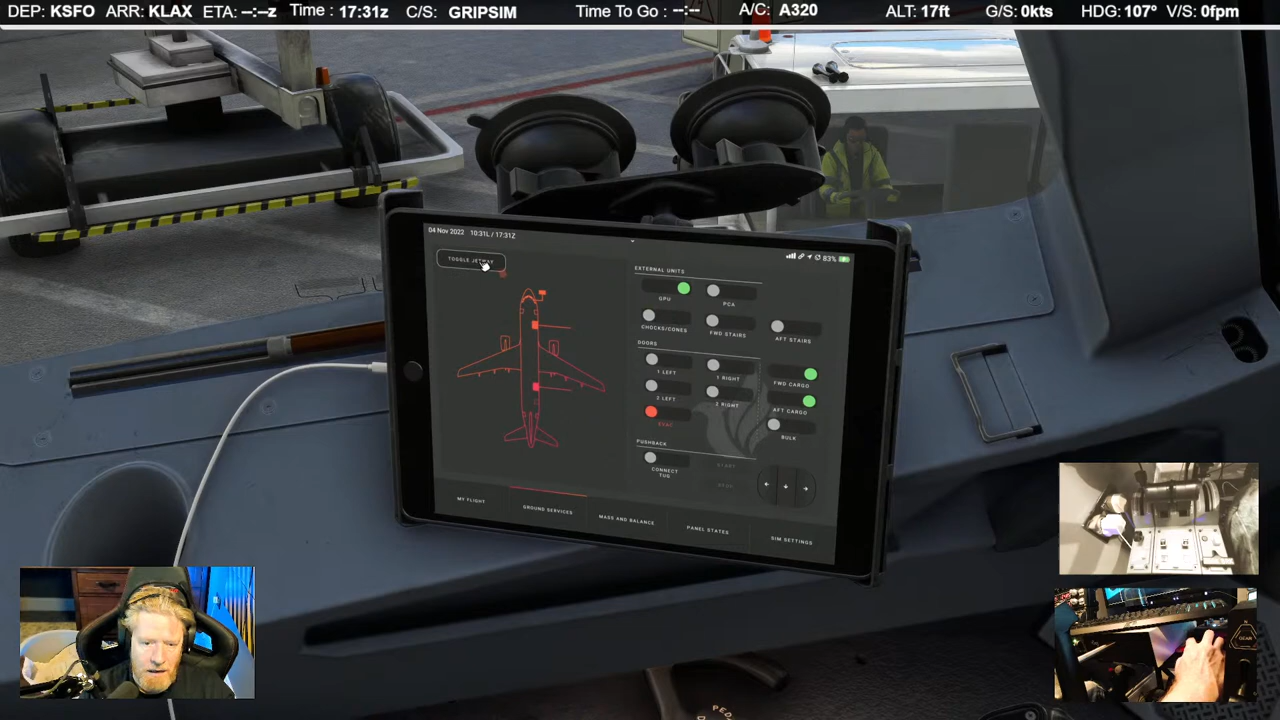 DEP: KSFO ARR: KLAX ETA: --:--z Time : 17:31z C/S: GRIPSIM Time To Go : --:-- A/C: A320 ALT: 17ft G/S: 0kts HDG: 107° V/S: 0fpm
04 Nov 2022 10:31L / 17:31Z 83%
TOGGLE JETWAY
EXTERNAL UNITS
GPU PCA
CHOCKS/CONES FWD STAIRS AFT STAIRS
DOORS
1 LEFT 1 RIGHT FWD CARGO
2 LEFT 2 RIGHT AFT CARGO
BULK
PUSHBACK
CONNECT TUG START
MY FLIGHT GROUND SERVICES MASS AND BALANCE PANEL STATES SIM SETTINGS
GEAR